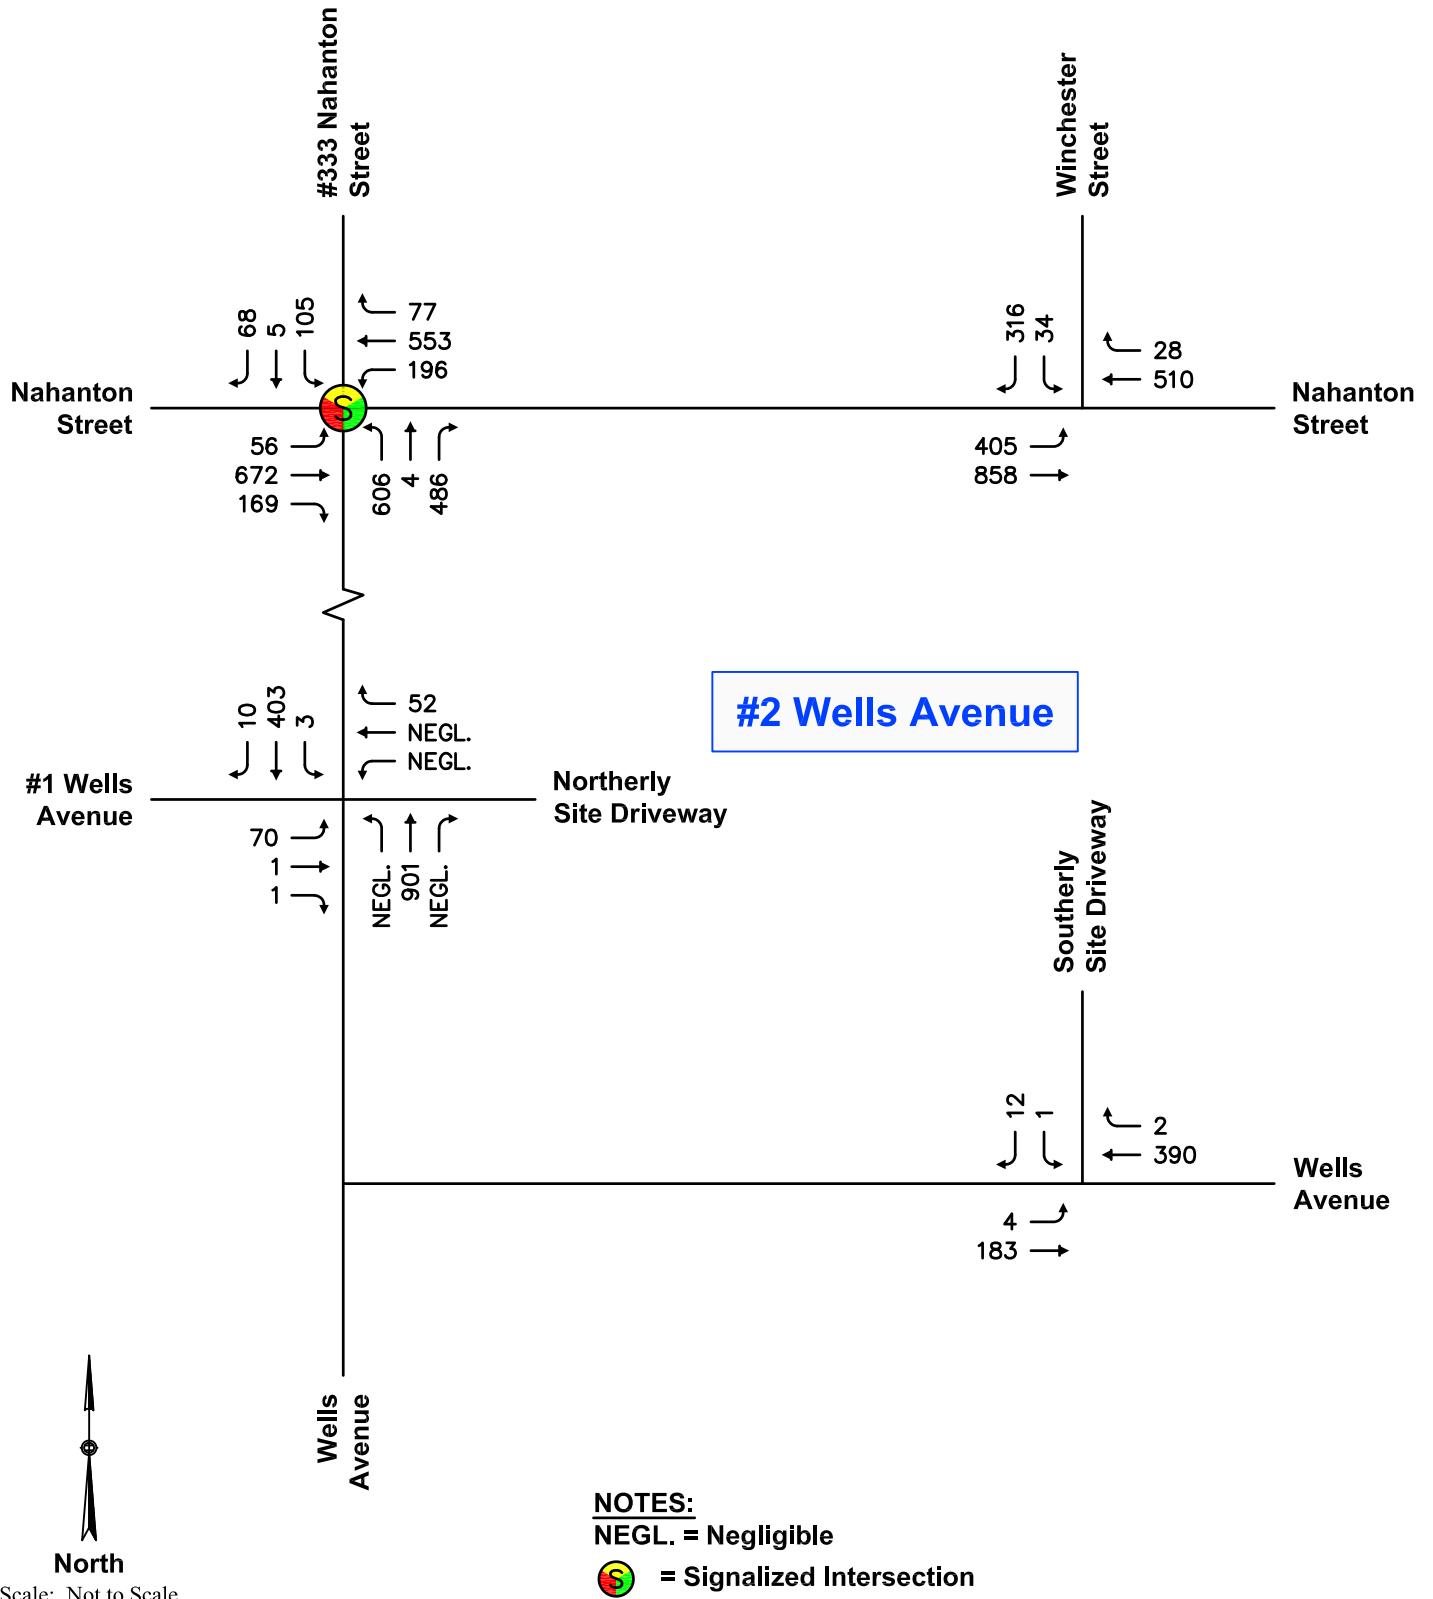 #333 Nahanton
Street
Winchester
Street
68
5
105
77
553
196
316
34
28
510
Nahanton
Street
Nahanton
Street
56
672
169
606
4
486
405
858
10
403
3
52
NEGL.
NEGL.
#2 Wells Avenue
#1 Wells
Avenue
Northerly
Site Driveway
70
1
1
NEGL.
901
NEGL.
Southerly
Site Driveway
12
1
2
390
Wells
Avenue
4
183
Wells
Avenue
North
Scale: Not to Scale
NOTES:
NEGL. = Negligible
S = Signalized Intersection
S